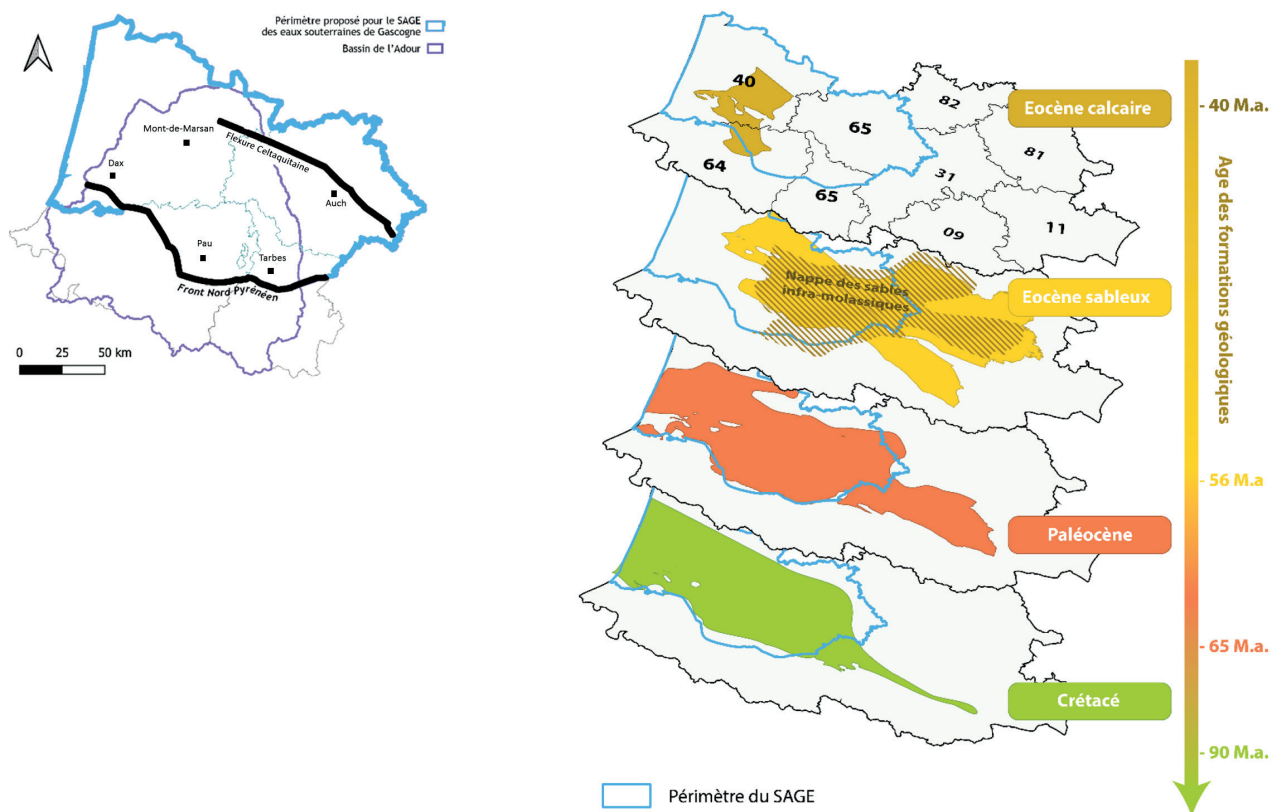 Périmètre proposé pour le SAGE
des eaux souterraines de Gascogne
Bassin de l'Adour
Mont-de-Marsan
Flexure Celtaquitaine
Dax
Auch
Pau
Tarbes
Front Nord-Pyrénéen
0 25 50 km
40
82
65
81
64
31
65
09
11
Eocène calcaire
Nappe des sables
infra-molassiques
Eocène sableux
Paléocène
Crétacé
Age des formations géologiques
- 40 M.a.
- 56 M.a
- 65 M.a.
- 90 M.a.
Périmètre du SAGE